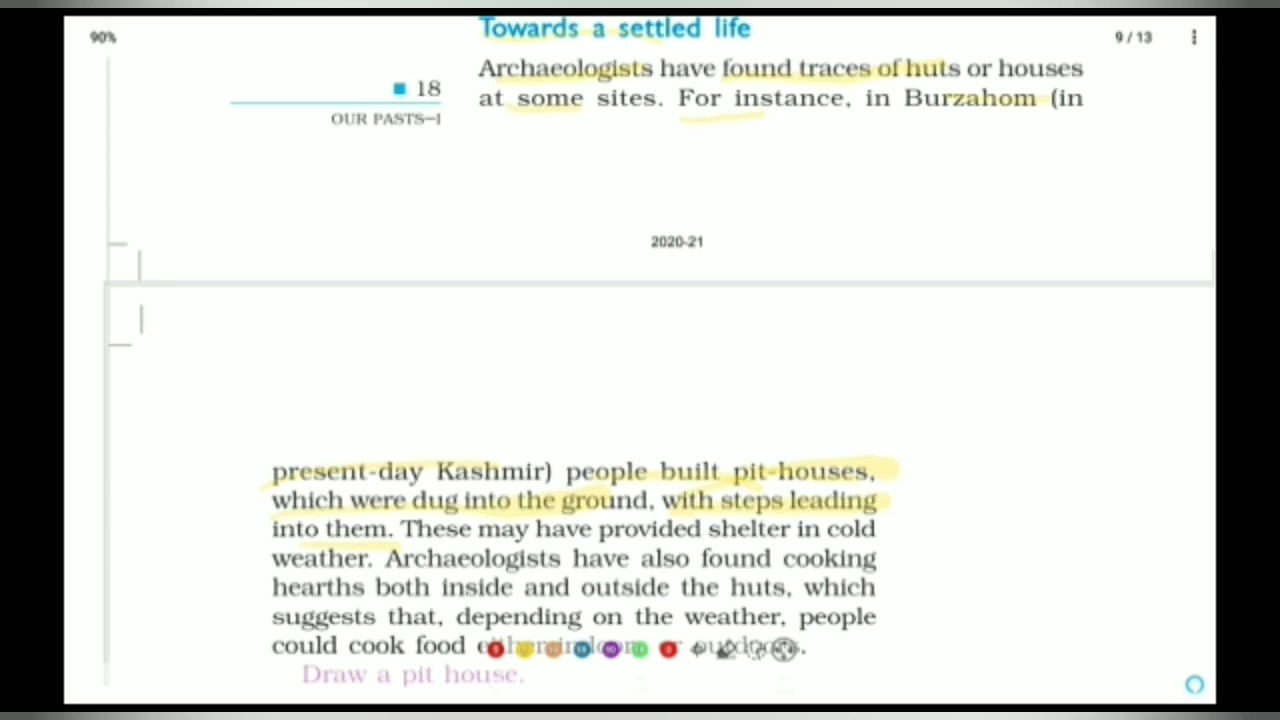 Towards a settled life
90%
9 / 13
Archaeologists have found traces of huts or houses
18
at some sites. For instance, in Burzahom (in
OUR PASTS–I
2020-21
present-day Kashmir) people built pit-houses,
which were dug into the ground, with steps leading
into them. These may have provided shelter in cold
weather. Archaeologists have also found cooking
hearths both inside and outside the huts, which
suggests that, depending on the weather, people
could cook food either indoors or outdoors.
Draw a pit house.